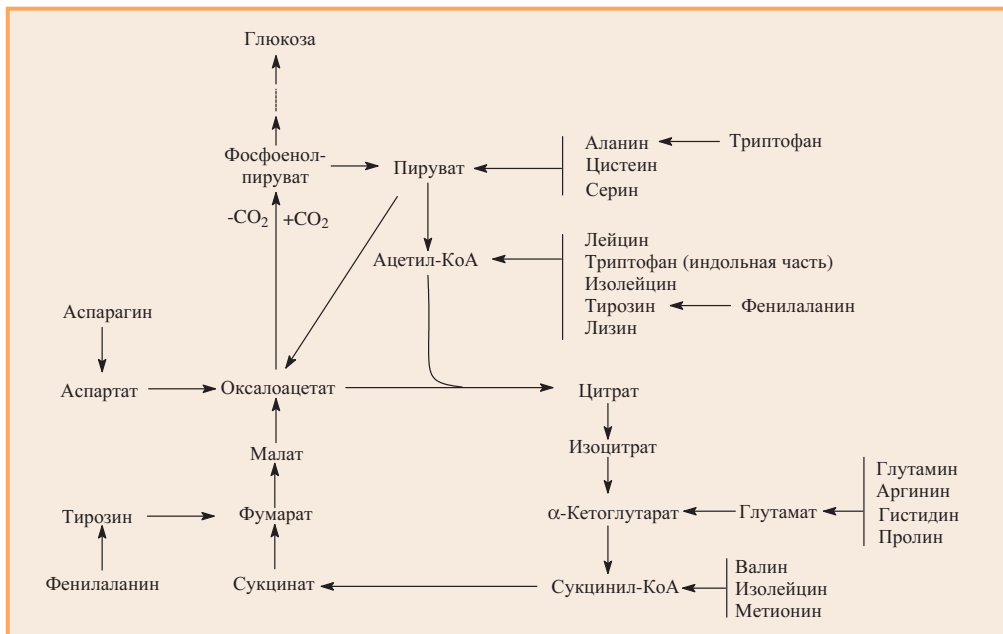 Глюкоза
Фосфоенол-
пируват
Пируват
Аланин
Триптофан
Цистеин
Серин
-CO₂ +CO₂
Ацетил-КоА
Лейцин
Триптофан (индольная часть)
Изолейцин
Тирозин
Фенилаланин
Лизин
Аспарагин
Аспартат
Оксалоацетат
Цитрат
Малат
Изоцитрат
Тирозин
Фумарат
α-Кетоглутарат
Глутамат
Глутамин
Аргинин
Гистидин
Пролин
Фенилаланин
Сукцинат
Сукцинил-КоА
Валин
Изолейцин
Метионин